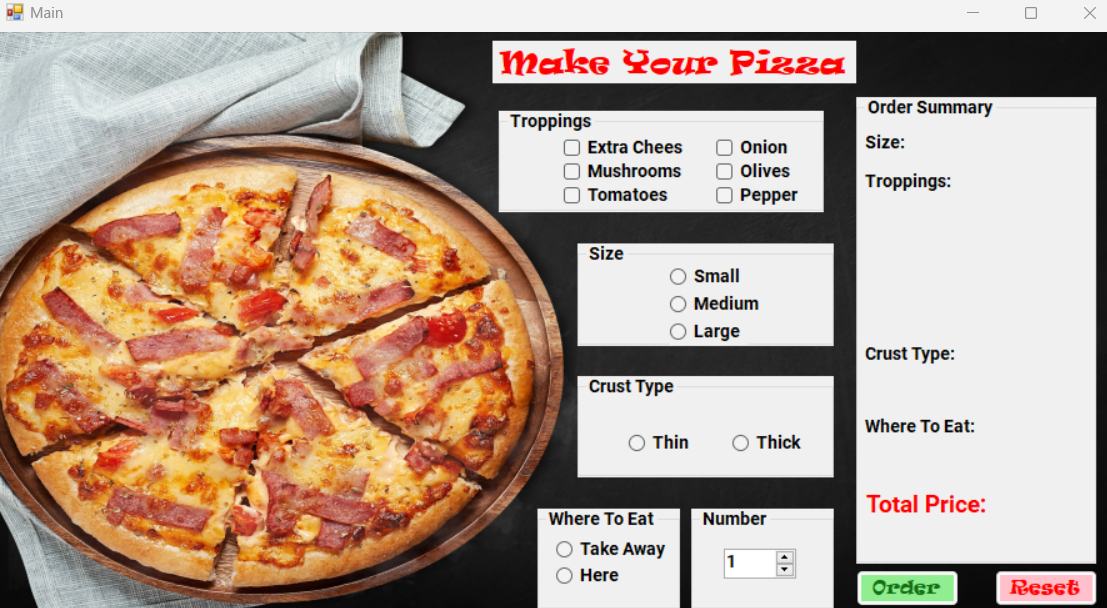 Main
Make Your Pizza
Troppings
Extra Chees
Onion
Mushrooms
Olives
Tomatoes
Pepper
Size
Small
Medium
Large
Crust Type
Thin
Thick
Where To Eat
Take Away
Here
Number
1
Order Summary
Size:
Troppings:
Crust Type:
Where To Eat:
Total Price:
Order
Reset